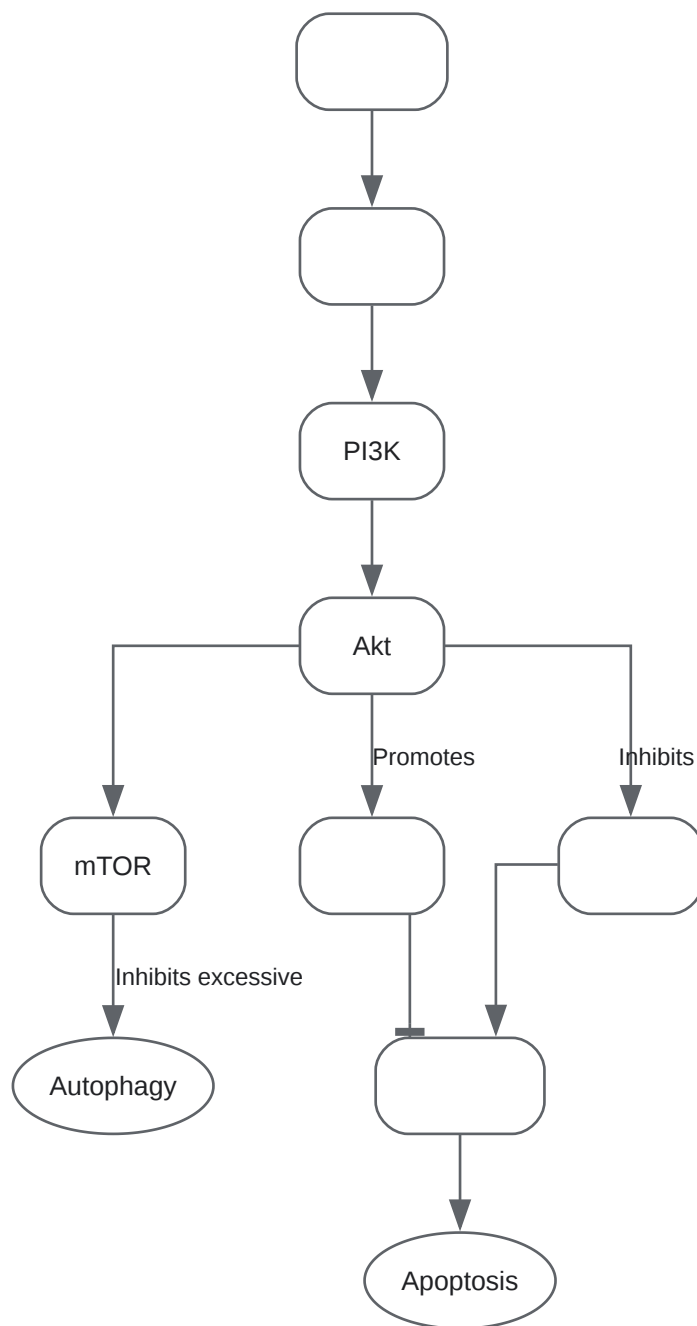 PI3K
Akt
Promotes
Inhibits
mTOR
Inhibits excessive
Autophagy
Apoptosis